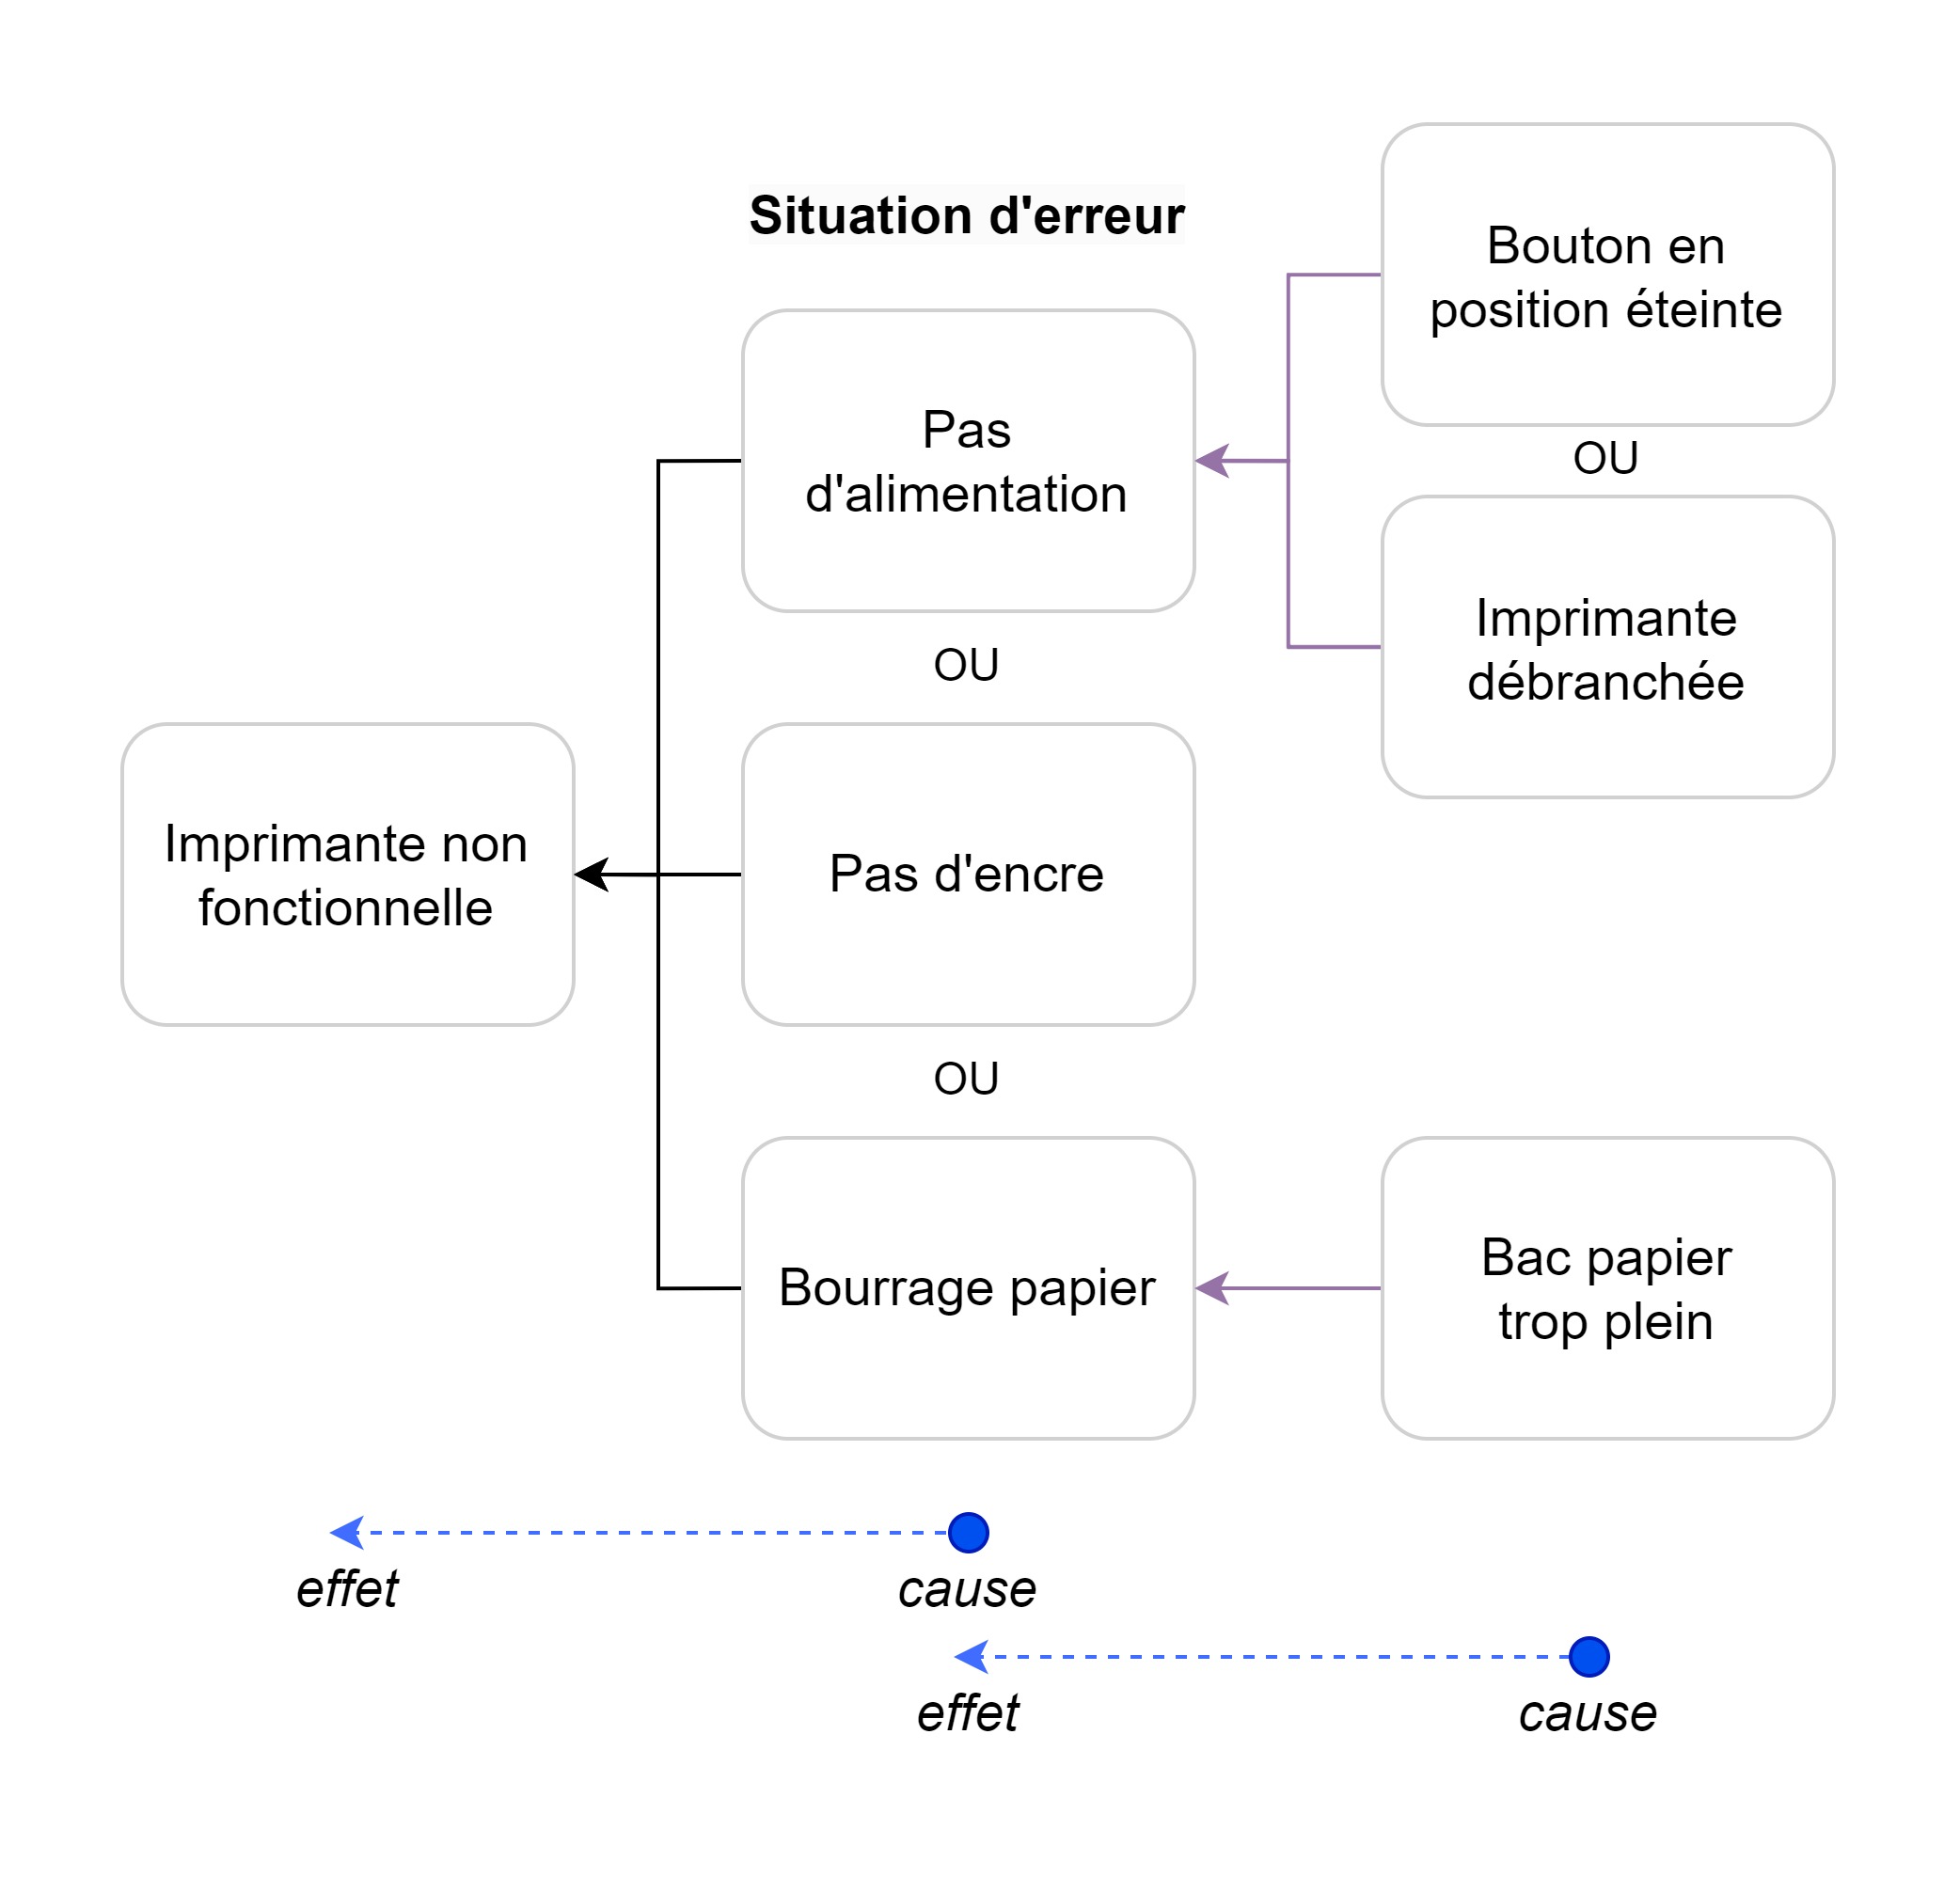 Situation d'erreur
Bouton en
position éteinte
OU
Imprimante
débranchée
Pas
d'alimentation
OU
Imprimante non
fonctionnelle
Pas d'encre
OU
Bourrage papier
Bac papier
trop plein
effet
cause
effet
cause